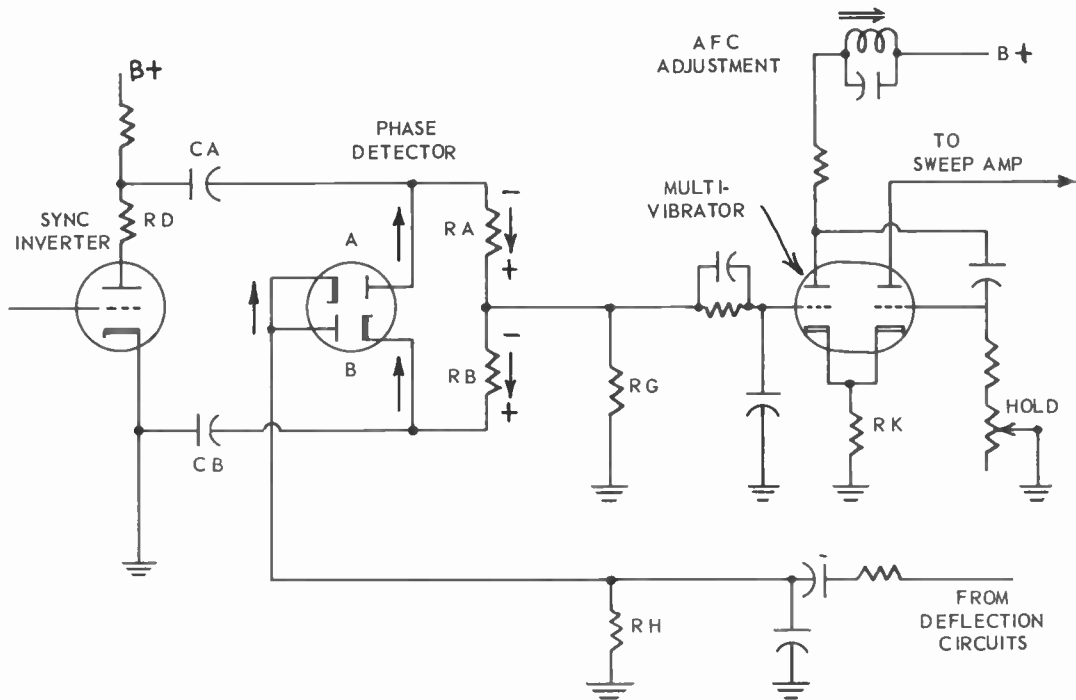 AFC
ADJUSTMENT
B+
B+
CA
PHASE
DETECTOR
TO
SWEEP AMP
MULTI-
VIBRATOR
SYNC
INVERTER
RD
A
RA
-
+
B
RB
-
+
RG
RK
HOLD
CB
RH
-
FROM
DEFLECTION
CIRCUITS